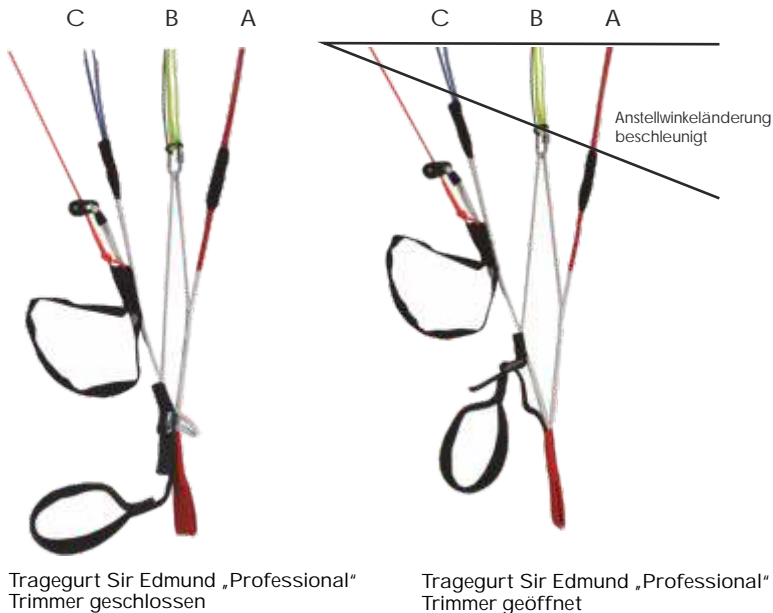 C B A
C B A
Anstellwinkeländerung
beschleunigt
Tragegurt Sir Edmund „Professional“
Trimmer geschlossen
Tragegurt Sir Edmund „Professional“
Trimmer geöffnet